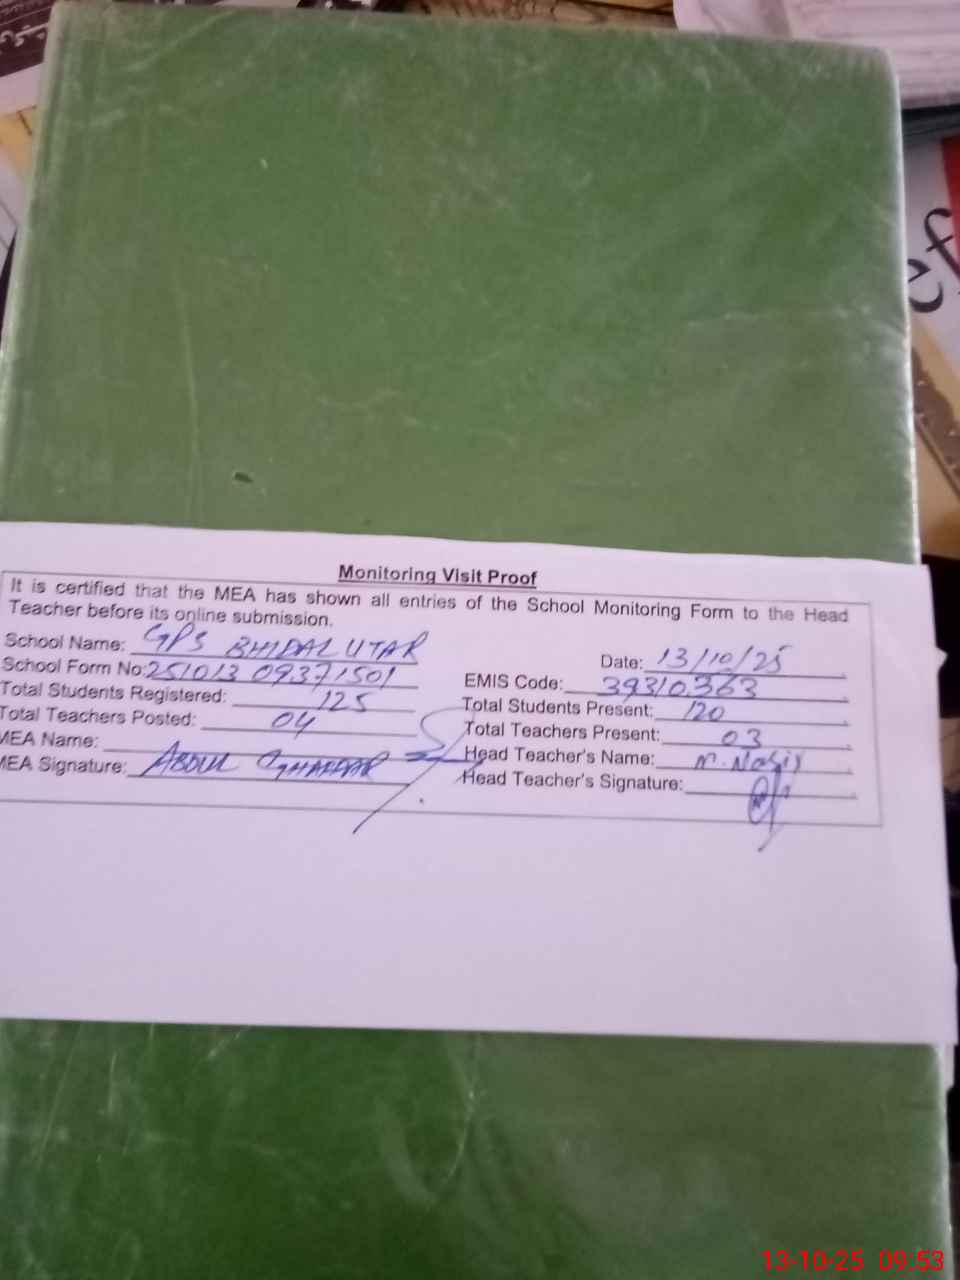 ef
Monitoring Visit Proof
It is certified that the MEA has shown all entries of the School Monitoring Form to the Head
Teacher before its online submission.
School Name: GPS BHIDAL UTAR
Date: 13/10/25
School Form No: 251013 09371501
EMIS Code: 39310363
Total Students Registered: 125
Total Students Present: 120
Total Teachers Posted: 04
Total Teachers Present: 03
MEA Name:
Head Teacher's Name: M. Nasir
MEA Signature: ABDUL GHAFFAR
Head Teacher's Signature:
13-10-25 09:53